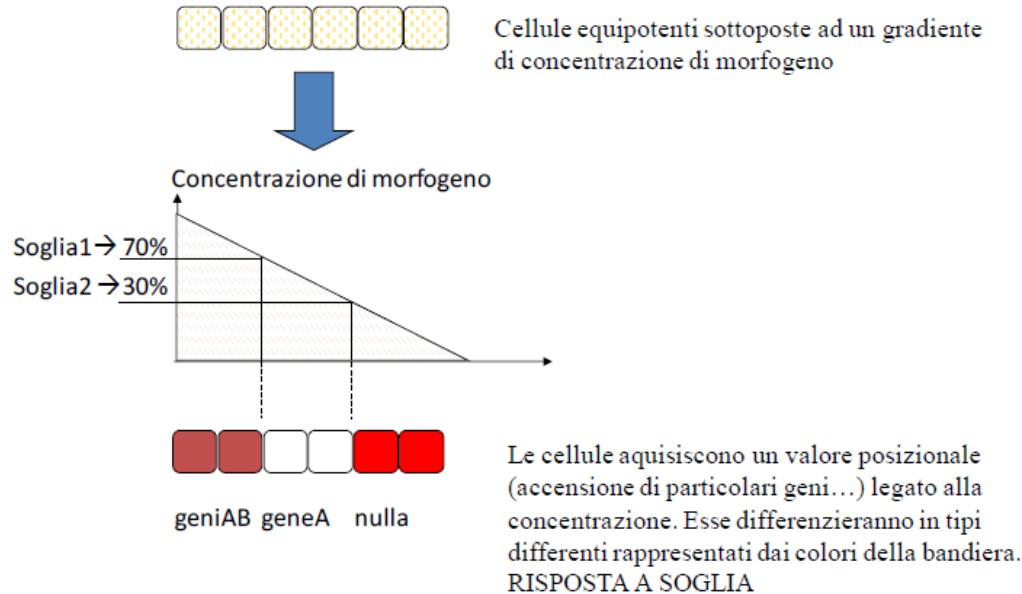 Cellule equipotenti sottoposte ad un gradiente
di concentrazione di morfogeno
Concentrazione di morfogeno
Soglia1→ 70%
Soglia2 →30%
geniAB geneA nulla
Le cellule aquisiscono un valore posizionale
(accensione di particolari geni…) legato alla
concentrazione. Esse differenzieranno in tipi
differenti rappresentati dai colori della bandiera.
RISPOSTA A SOGLIA